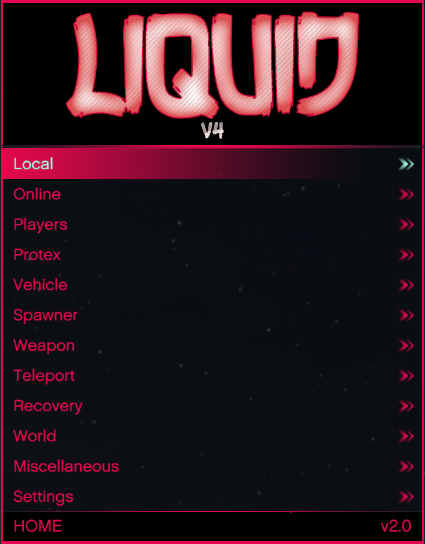 LIQUID
V4
Local
Online
Players
Protex
Vehicle
Spawner
Weapon
Teleport
Recovery
World
Miscellaneous
Settings
HOME v2.0